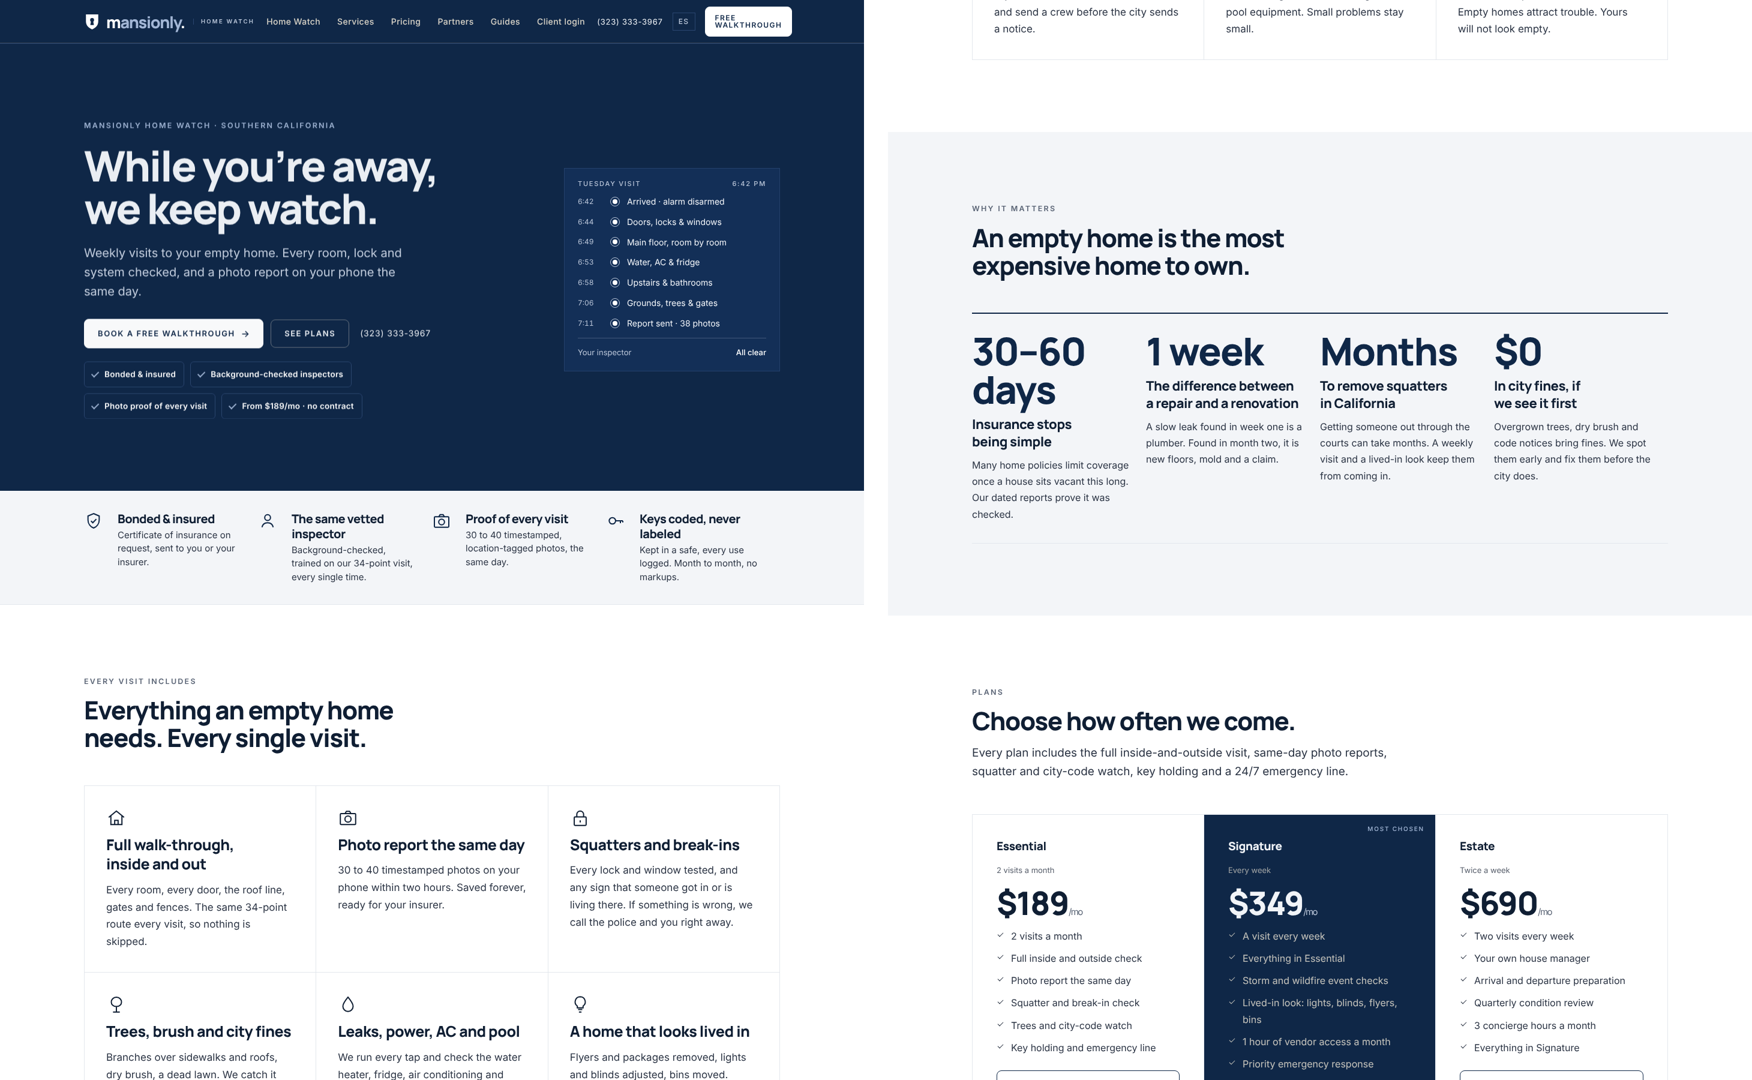 mansionly.
HOME WATCH
Home Watch
Services
Pricing
Partners
Guides
Client login
(323) 333-3967
ES
FREE
WALKTHROUGH
MANSIONLY HOME WATCH · SOUTHERN CALIFORNIA
While you're away,
we keep watch.
Weekly visits to your empty home. Every room, lock and
system checked, and a photo report on your phone the
same day.
BOOK A FREE WALKTHROUGH →
SEE PLANS
(323) 333-3967
Bonded & insured
Background-checked inspectors
Photo proof of every visit
From $189/mo · no contract
TUESDAY VISIT 6:42 PM
6:42 Arrived · alarm disarmed
6:44 Doors, locks & windows
6:49 Main floor, room by room
6:53 Water, AC & fridge
6:58 Upstairs & bathrooms
7:06 Grounds, trees & gates
7:11 Report sent · 38 photos
Your inspector All clear
Bonded & insured
Certificate of insurance on
request, sent to you or your
insurer.
The same vetted
inspector
Background-checked,
trained on our 34-point visit,
every single time.
Proof of every visit
30 to 40 timestamped,
location-tagged photos, the
same day.
Keys coded, never
labeled
Kept in a safe, every use
logged. Month to month, no
markups.
EVERY VISIT INCLUDES
Everything an empty home
needs. Every single visit.
Full walk-through,
inside and out
Every room, every door, the roof line,
gates and fences. The same 34-point
route every visit, so nothing is
skipped.
Photo report the same day
30 to 40 timestamped photos on your
phone within two hours. Saved forever,
ready for your insurer.
Squatters and break-ins
Every lock and window tested, and
any sign that someone got in or is
living there. If something is wrong, we
call the police and you right away.
Trees, brush and city fines
Branches over sidewalks and roofs,
dry brush, a dead lawn. We catch it
Leaks, power, AC and pool
We run every tap and check the water
heater, fridge, air conditioning and
A home that looks lived in
Flyers and packages removed, lights
and blinds adjusted, bins moved.
and send a crew before the city sends
a notice.
pool equipment. Small problems stay
small.
Empty homes attract trouble. Yours
will not look empty.
WHY IT MATTERS
An empty home is the most
expensive home to own.
30–60
days
Insurance stops
being simple
Many home policies limit coverage
once a house sits vacant this long.
Our dated reports prove it was
checked.
1 week
The difference between
a repair and a renovation
A slow leak found in week one is a
plumber. Found in month two, it is
new floors, mold and a claim.
Months
To remove squatters
in California
Getting someone out through the
courts can take months. A weekly
visit and a lived-in look keep them
from coming in.
$0
In city fines, if
we see it first
Overgrown trees, dry brush and
code notices bring fines. We spot
them early and fix them before the
city does.
PLANS
Choose how often we come.
Every plan includes the full inside-and-outside visit, same-day photo reports,
squatter and city-code watch, key holding and a 24/7 emergency line.
Essential
2 visits a month
$189/mo
2 visits a month
Full inside and outside check
Photo report the same day
Squatter and break-in check
Trees and city-code watch
Key holding and emergency line
MOST CHOSEN
Signature
Every week
$349/mo
A visit every week
Everything in Essential
Storm and wildfire event checks
Lived-in look: lights, blinds, flyers,
bins
1 hour of vendor access a month
Priority emergency response
Estate
Twice a week
$690/mo
Two visits every week
Your own house manager
Arrival and departure preparation
Quarterly condition review
3 concierge hours a month
Everything in Signature